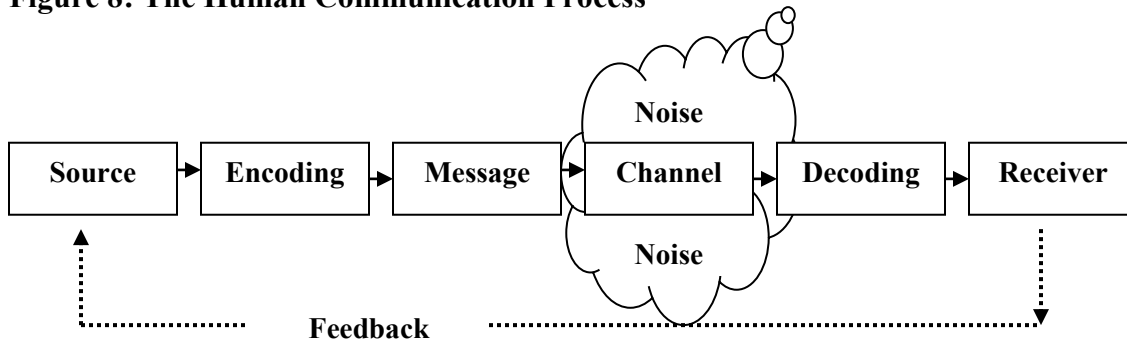 Figure 8: The Human Communication Process
Noise
Source Encoding Message Channel Decoding Receiver
Noise
Feedback